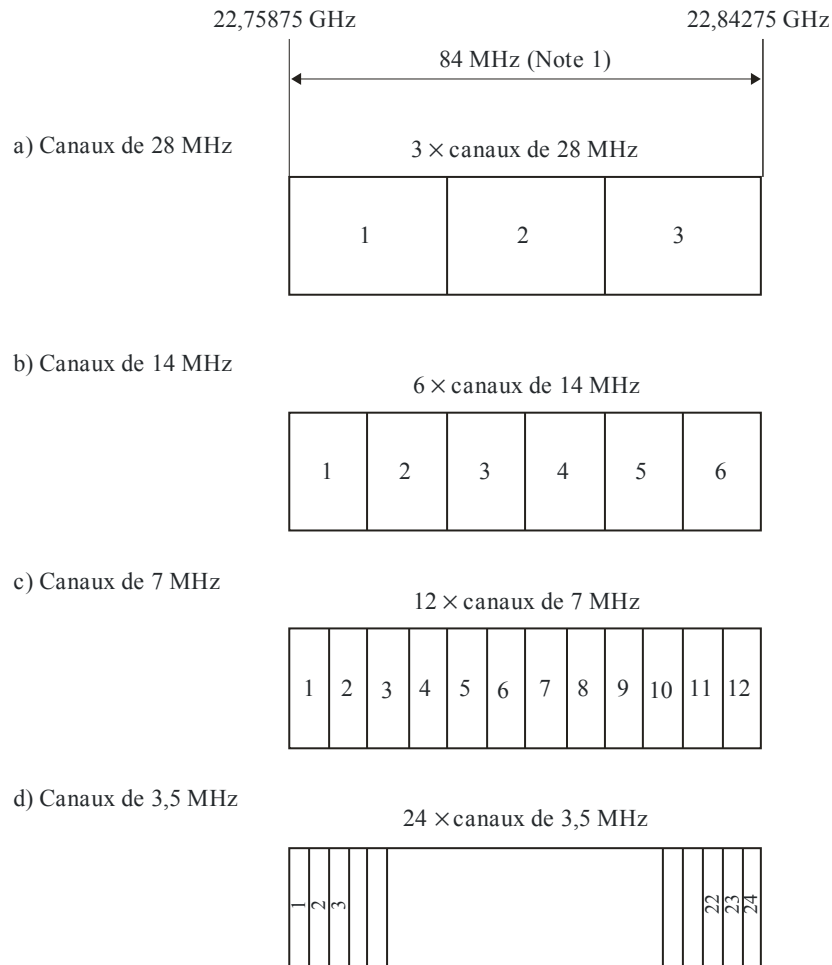 22,75875 GHz 22,84275 GHz
84 MHz (Note 1)
a) Canaux de 28 MHz
3 × canaux de 28 MHz
1 2 3
b) Canaux de 14 MHz
6 × canaux de 14 MHz
1 2 3 4 5 6
c) Canaux de 7 MHz
12 × canaux de 7 MHz
1 2 3 4 5 6 7 8 9 10 11 12
d) Canaux de 3,5 MHz
24 × canaux de 3,5 MHz
1 2 3 22 23 24